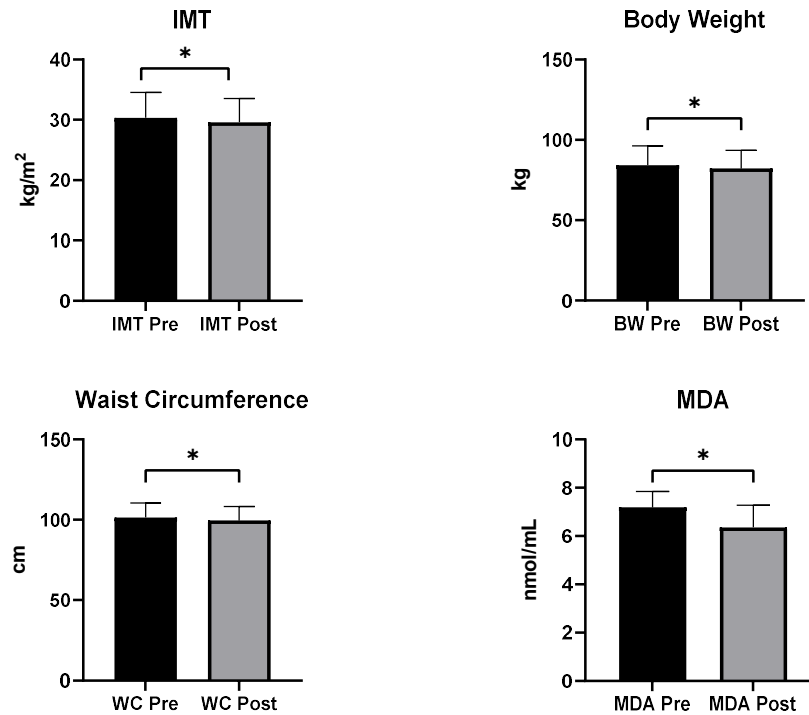 IMT
*
40
30
20
10
0
kg/m²
IMT Pre IMT Post
Body Weight
*
150
100
50
0
kg
BW Pre BW Post
Waist Circumference
*
150
100
50
0
cm
WC Pre WC Post
MDA
*
10
8
6
4
2
0
nmol/mL
MDA Pre MDA Post